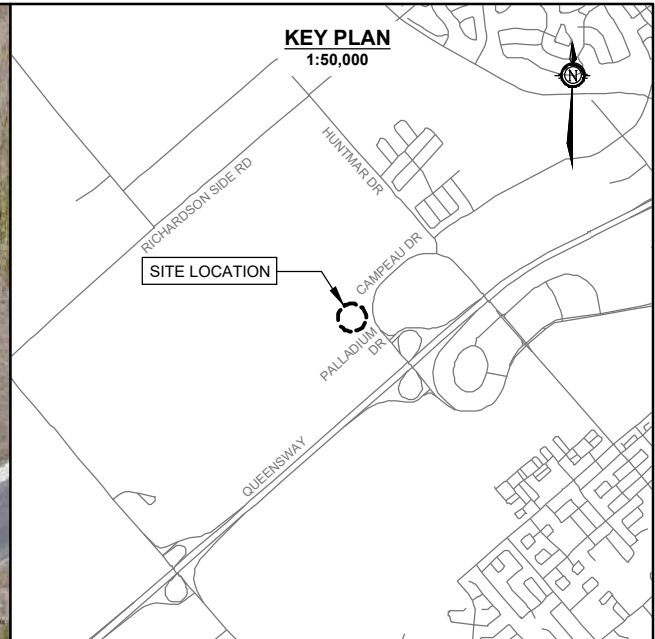 KEY PLAN
1:50,000
N
HUNTMAR DR
RICHARDSON SIDE RD
SITE LOCATION
CAMPEAU DR
PALLADIUM
DR
QUEENSWAY